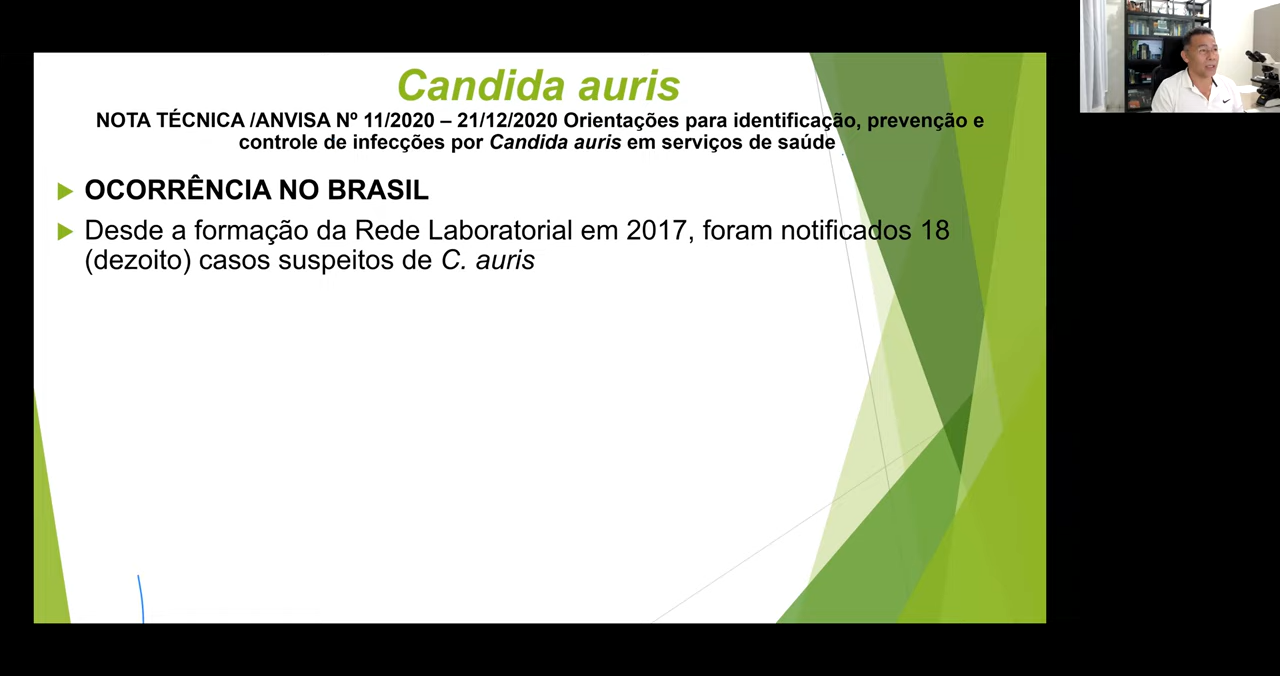 Candida auris
NOTA TÉCNICA /ANVISA Nº 11/2020 – 21/12/2020 Orientações para identificação, prevenção e
controle de infecções por Candida auris em serviços de saúde
OCORRÊNCIA NO BRASIL
Desde a formação da Rede Laboratorial em 2017, foram notificados 18
(dezoito) casos suspeitos de C. auris